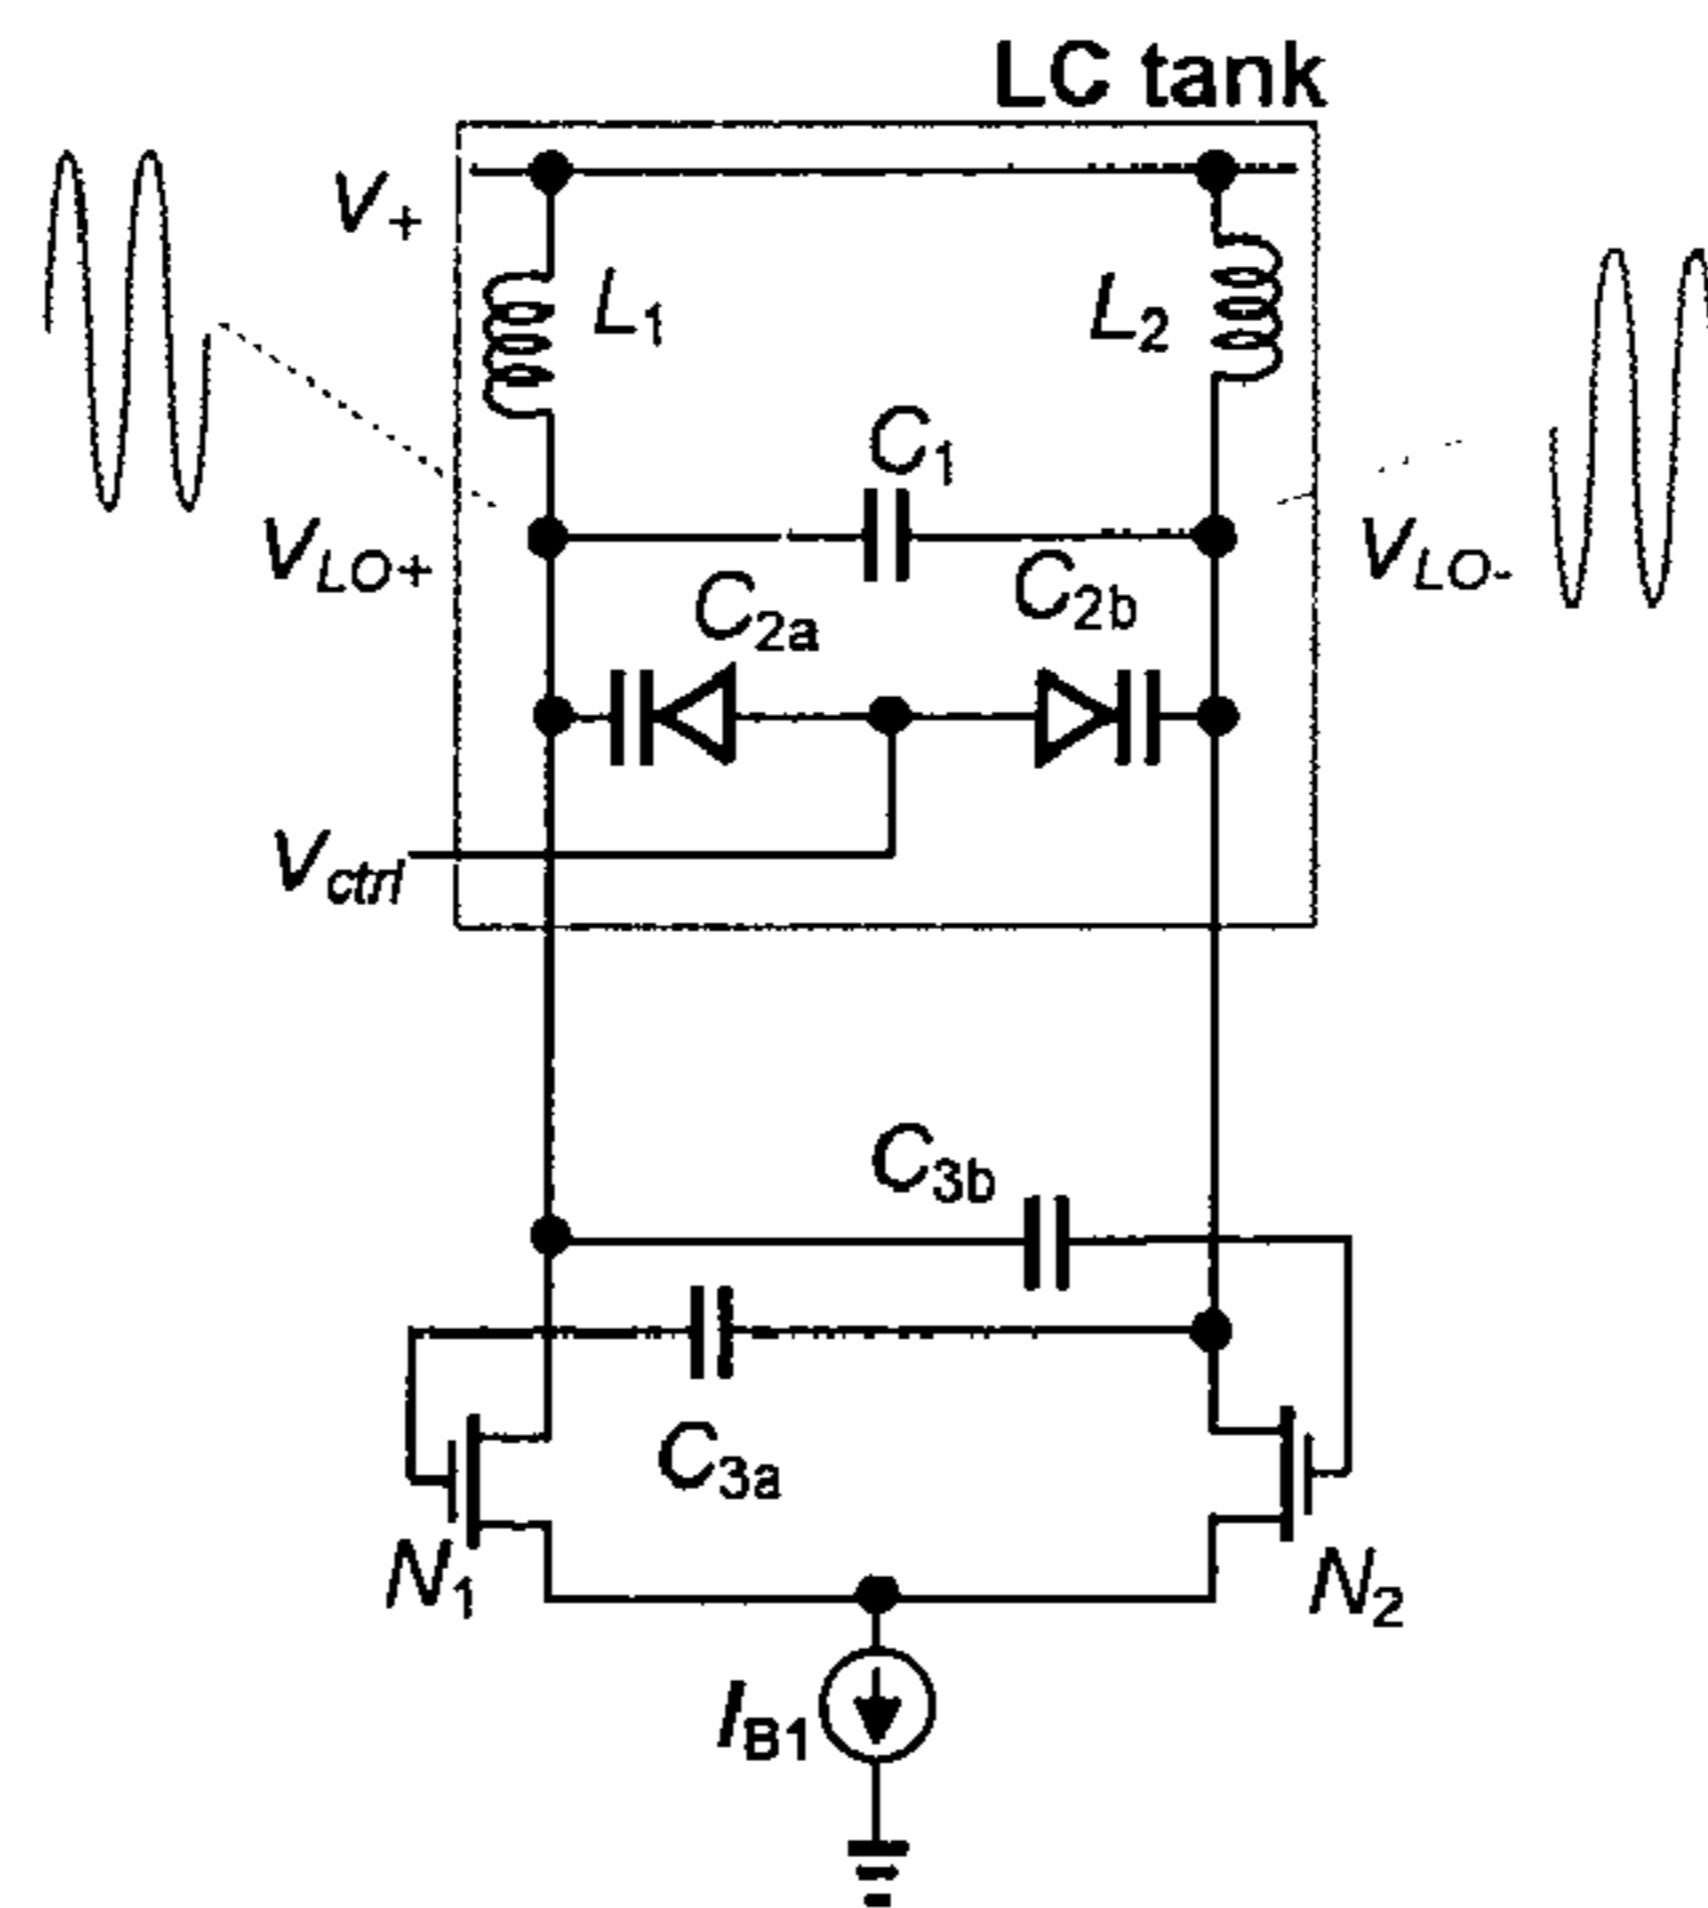 LC tank
V+
L1
L2
C1
VLO+
VLO-
C2a
C2b
Vctrl
C3b
C3a
N1
N2
IB1